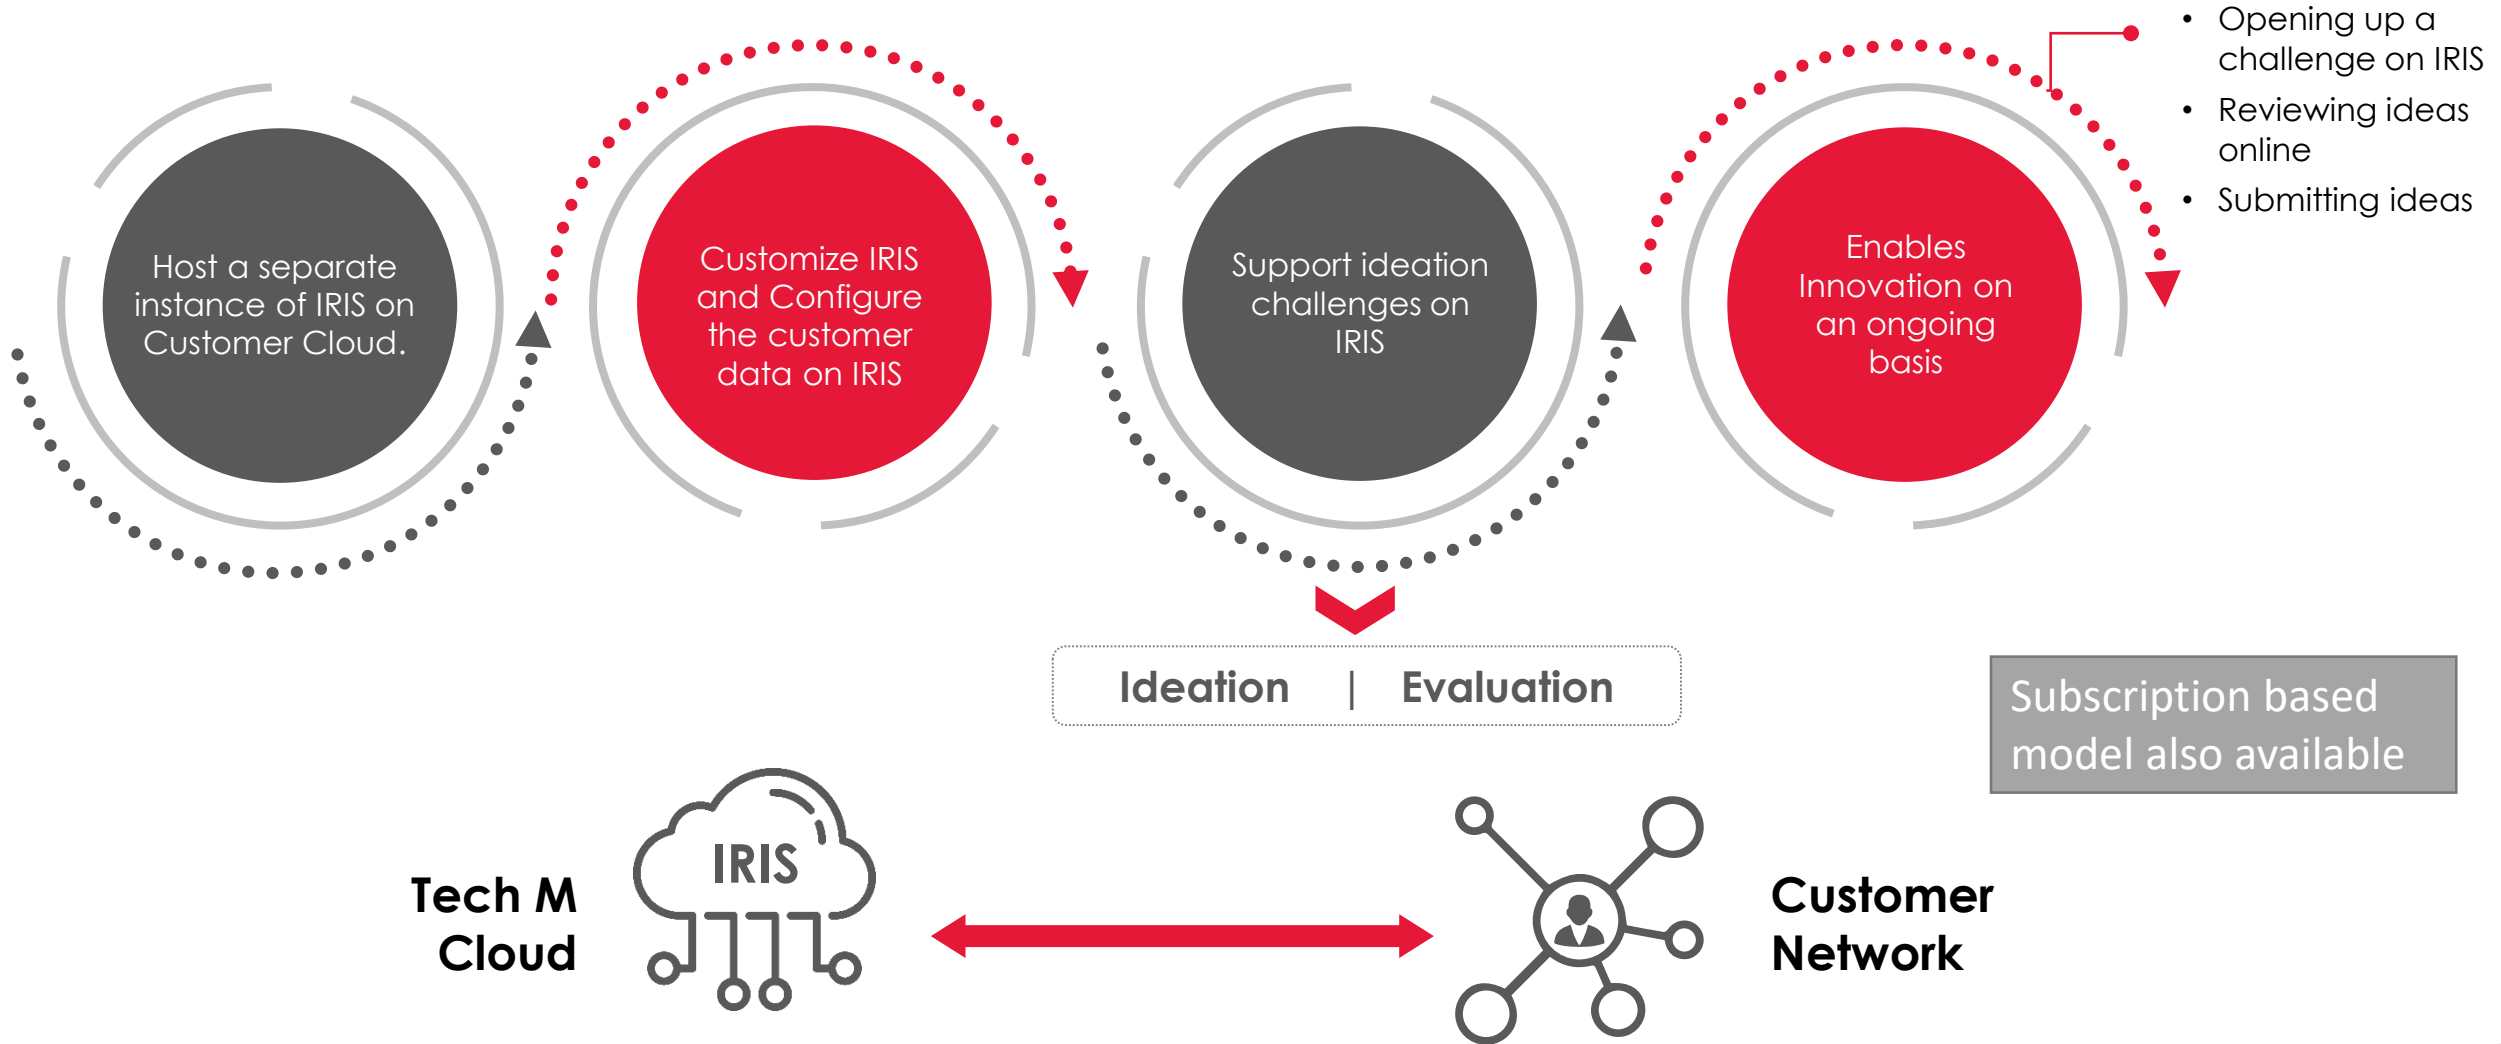 Host a separate
instance of IRIS on
Customer Cloud.
Customize IRIS
and Configure
the customer
data on IRIS
Support ideation
challenges on
IRIS
Enables
Innovation on
an ongoing
basis
• Opening up a
challenge on IRIS
• Reviewing ideas
online
• Submitting ideas
Ideation | Evaluation
Subscription based
model also available
Tech M
Cloud
IRIS
Customer
Network